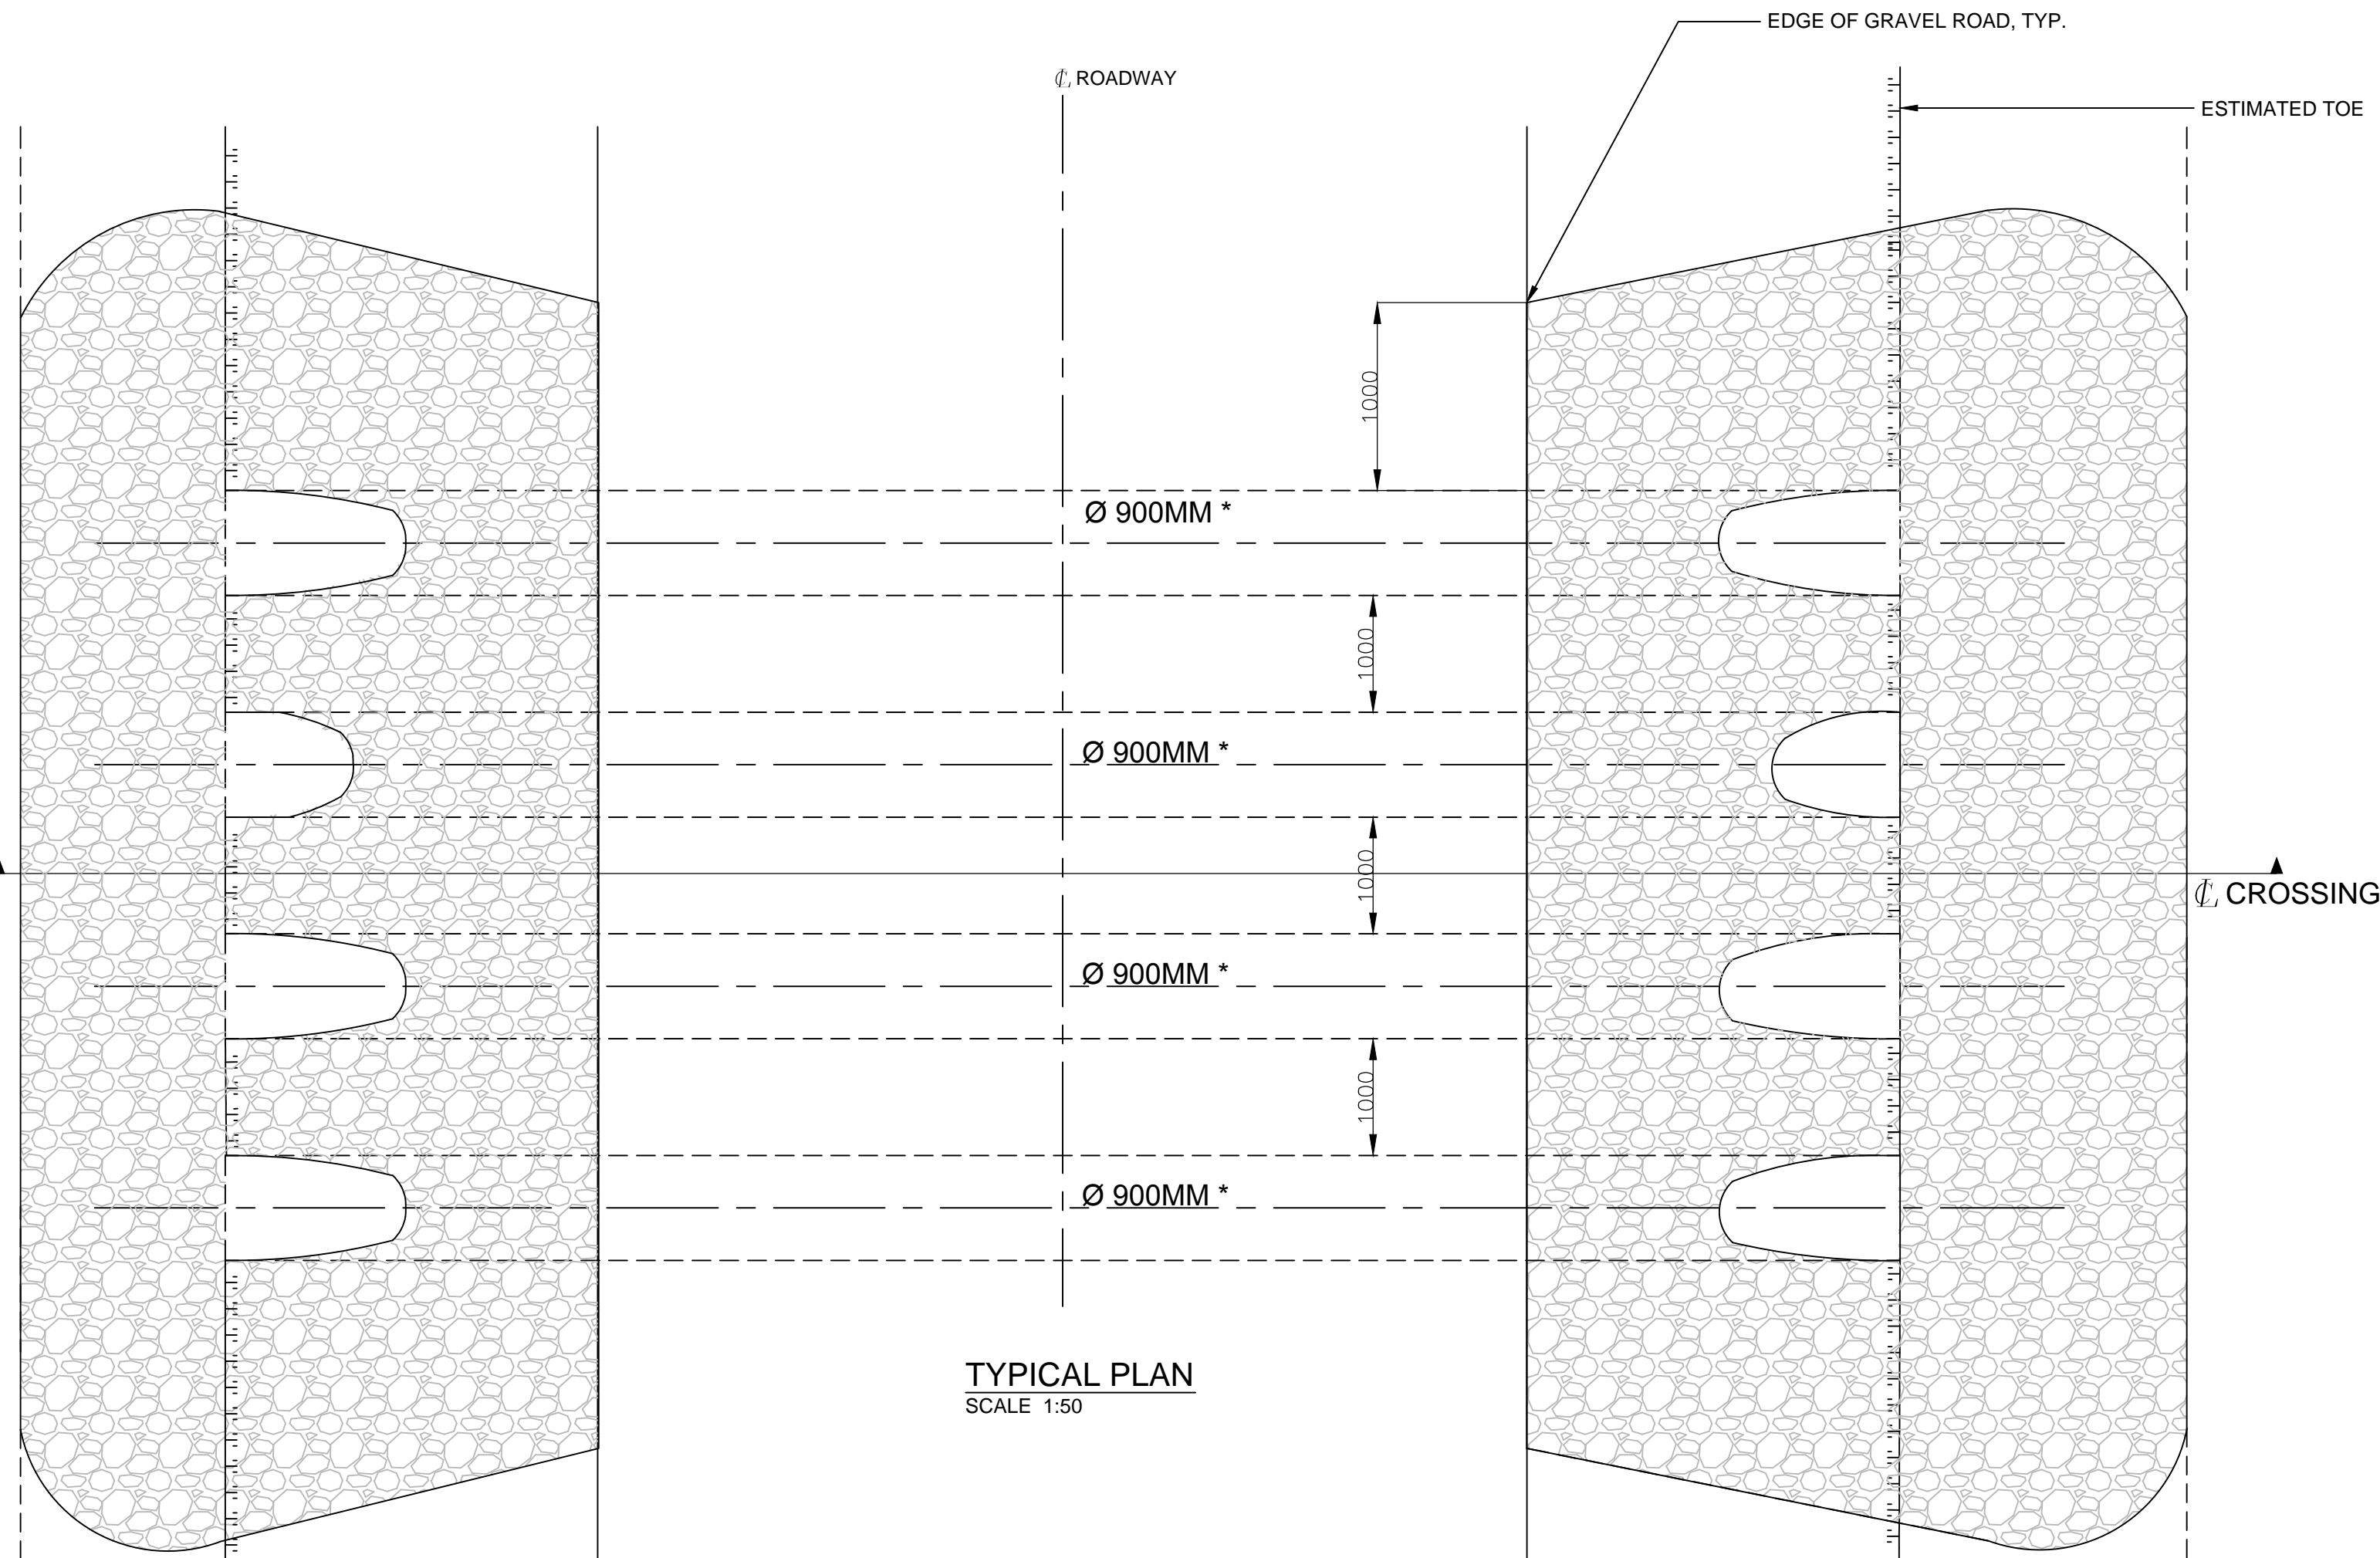 EDGE OF GRAVEL ROAD, TYP.
℄ ROADWAY
ESTIMATED TOE
1000
Ø 900MM *
1000
Ø 900MM *
1000
℄ CROSSING
Ø 900MM *
1000
Ø 900MM *
TYPICAL PLAN
SCALE 1:50